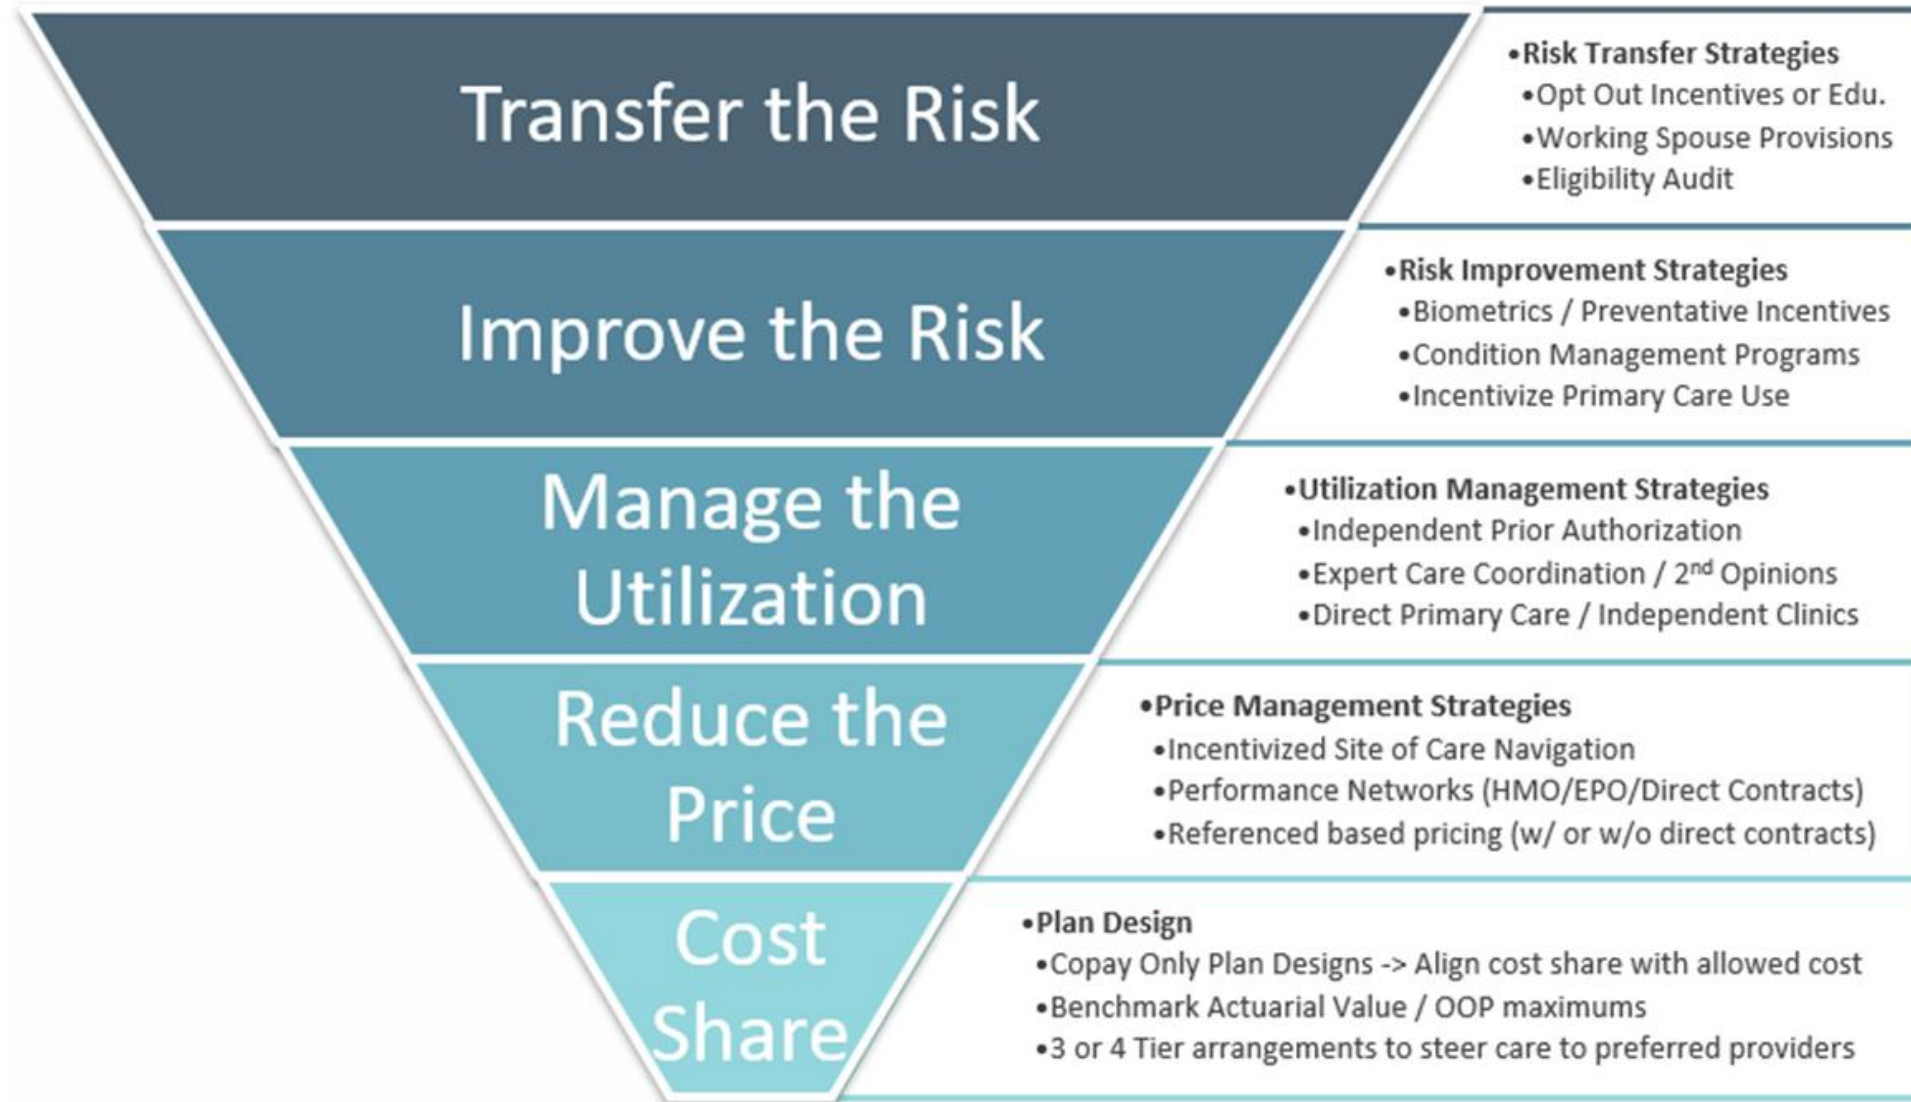 Transfer the Risk
•Risk Transfer Strategies
•Opt Out Incentives or Edu.
•Working Spouse Provisions
•Eligibility Audit
Improve the Risk
•Risk Improvement Strategies
•Biometrics / Preventative Incentives
•Condition Management Programs
•Incentivize Primary Care Use
Manage the
Utilization
•Utilization Management Strategies
•Independent Prior Authorization
•Expert Care Coordination / 2nd Opinions
•Direct Primary Care / Independent Clinics
Reduce the
Price
•Price Management Strategies
•Incentivized Site of Care Navigation
•Performance Networks (HMO/EPO/Direct Contracts)
•Referenced based pricing (w/ or w/o direct contracts)
Cost
Share
•Plan Design
•Copay Only Plan Designs -> Align cost share with allowed cost
•Benchmark Actuarial Value / OOP maximums
•3 or 4 Tier arrangements to steer care to preferred providers